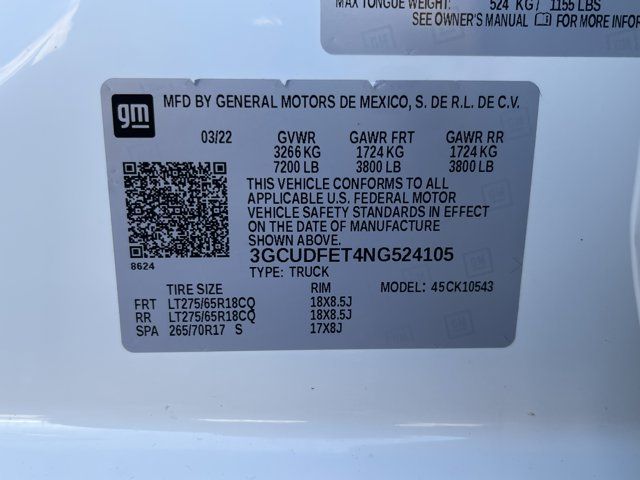 MAX TONGUE WEIGHT: 524 KG / 1155 LBS
SEE OWNER'S MANUAL FOR MORE INFOR
gm
MFD BY GENERAL MOTORS DE MEXICO, S. DE R.L. DE C.V.
03/22 GVWR GAWR FRT GAWR RR
3266 KG 1724 KG 1724 KG
7200 LB 3800 LB 3800 LB
THIS VEHICLE CONFORMS TO ALL
APPLICABLE U.S. FEDERAL MOTOR
VEHICLE SAFETY STANDARDS IN EFFECT
ON THE DATE OF MANUFACTURE
SHOWN ABOVE.
8624
3GCUDFET4NG524105
TYPE: TRUCK
TIRE SIZE RIM MODEL: 45CK10543
FRT LT275/65R18CQ 18X8.5J
RR LT275/65R18CQ 18X8.5J
SPA 265/70R17 S 17X8J